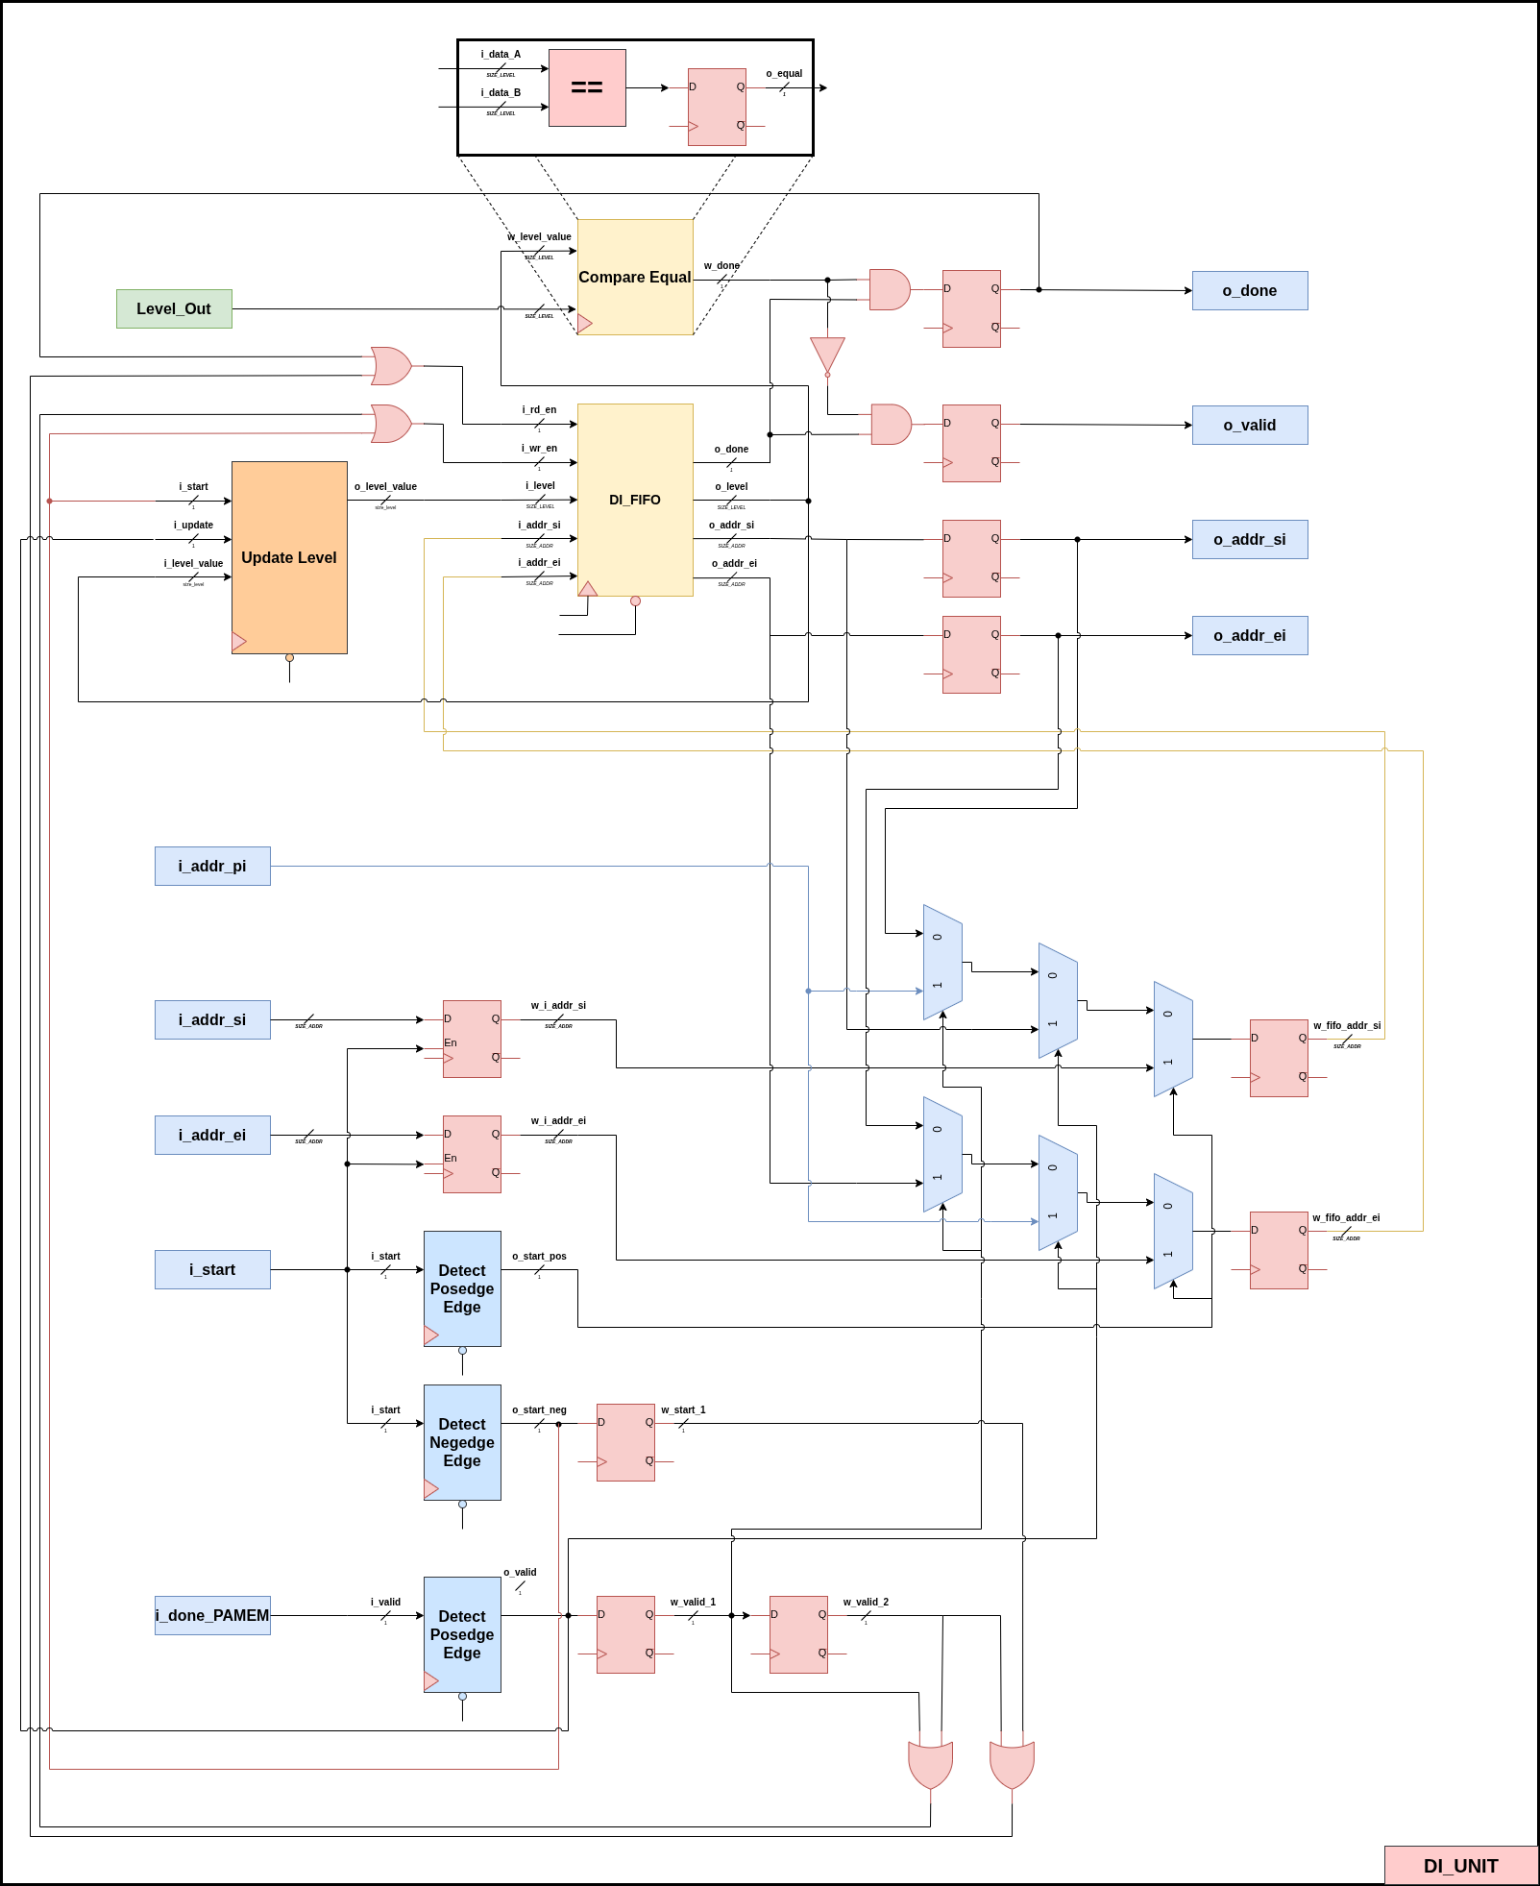 i_data_A
SIZE_LEVEL
i_data_B
SIZE_LEVEL
==
D
Q
Q
o_equal
1
w_level_value
SIZE_LEVEL
Compare Equal
w_done
1
Level_Out
SIZE_LEVEL
D
Q
Q
o_done
i_rd_en
1
i_wr_en
1
i_level
SIZE_LEVEL
i_addr_si
SIZE_ADDR
i_addr_ei
SIZE_ADDR
DI_FIFO
o_done
1
o_level
SIZE_LEVEL
o_addr_si
SIZE_ADDR
o_addr_ei
SIZE_ADDR
D
Q
Q
o_valid
i_start
1
i_update
1
i_level_value
size_level
Update Level
o_level_value
size_level
D
Q
Q
o_addr_si
D
Q
Q
o_addr_ei
i_addr_pi
0
1
0
1
0
1
i_addr_si
SIZE_ADDR
D
Q
En
Q
w_i_addr_si
SIZE_ADDR
D
Q
Q
w_fifo_addr_si
SIZE_ADDR
i_addr_ei
SIZE_ADDR
D
Q
En
Q
w_i_addr_ei
SIZE_ADDR
0
1
0
1
0
1
D
Q
Q
w_fifo_addr_ei
SIZE_ADDR
i_start
i_start
1
Detect
Posedge
Edge
o_start_pos
1
i_start
1
Detect
Negedge
Edge
o_start_neg
1
D
Q
Q
w_start_1
1
i_done_PAMEM
i_valid
1
Detect
Posedge
Edge
o_valid
1
D
Q
Q
w_valid_1
1
D
Q
Q
w_valid_2
1
DI_UNIT